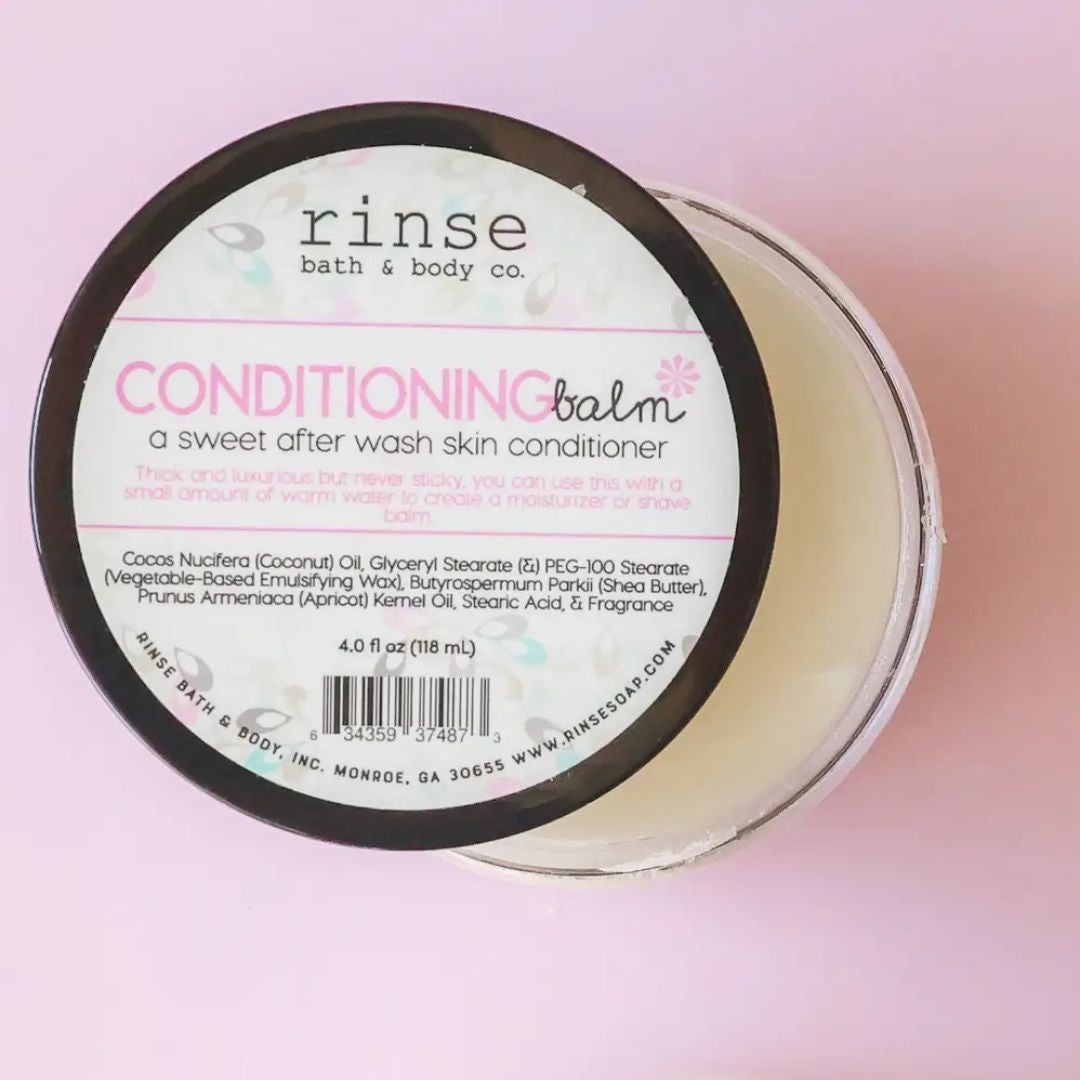 rinse
bath & body co.
CONDITIONING balm
a sweet after wash skin conditioner
Thick and luxurious but never sticky, you can use this with a
small amount of warm water to create a moisturizer or shave
balm.
Cocos Nucifera (Coconut) Oil, Glyceryl Stearate (&) PEG-100 Stearate
(Vegetable-Based Emulsifying Wax), Butyrospermum Parkii (Shea Butter),
Prunus Armeniaca (Apricot) Kernel Oil, Stearic Acid, & Fragrance
4.0 fl oz (118 mL)
6 34359 37487 3
RINSE BATH & BODY, INC. MONROE, GA 30655 WWW.RINSESOAP.COM